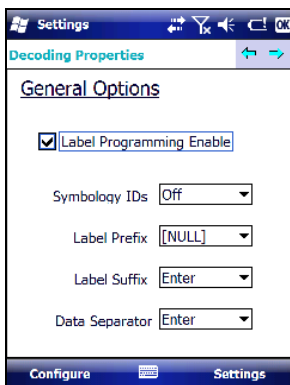 Settings OK
Decoding Properties
General Options
Label Programming Enable
Symbology IDs Off
Label Prefix [NULL]
Label Suffix Enter
Data Separator Enter
Configure Settings